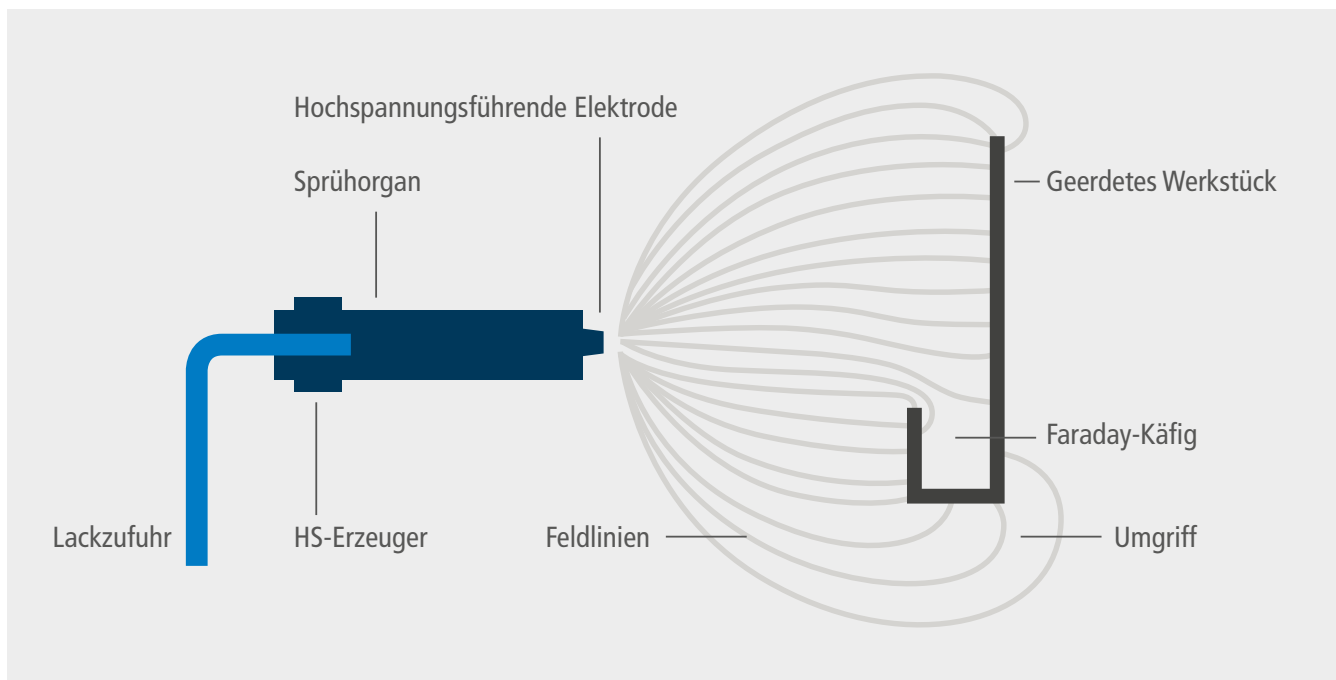 Hochspannungsführende Elektrode
Sprühorgan
Geerdetes Werkstück
Faraday-Käfig
Lackzufuhr
HS-Erzeuger
Feldlinien
Umgriff